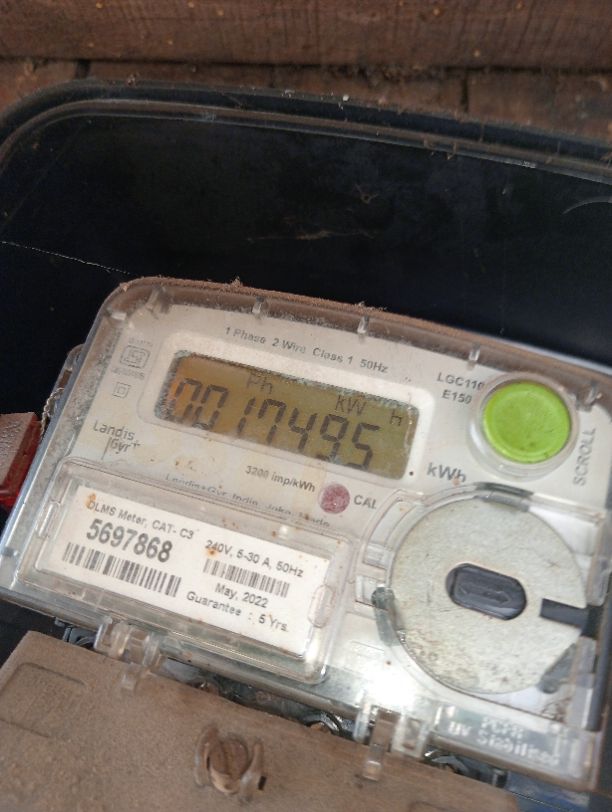 1 Phase 2 Wire Class 1 50Hz
LGC110
E150
Ph kW h
0017495
SCROLL
Landis
Gyr+
kWh
3200 imp/kWh
CAL
DLMS Meter, CAT- C3
5697868
240V, 5-30 A, 50Hz
May, 2022
Guarantee : 5 Yrs.